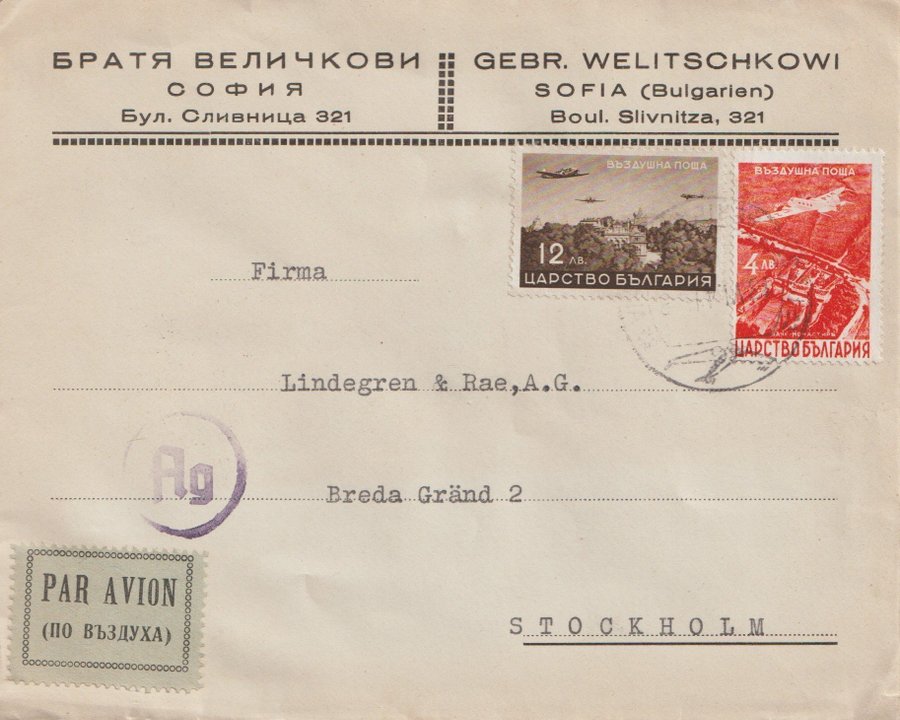 БРАТЯ ВЕЛИЧКОВИ
СОФИЯ
Бул. Сливница 321
GEBR. WELITSCHKOWI
SOFIA (Bulgarien)
Boul. Slivnitza, 321
ВЪЗДУШНА ПОЩА
12 ЛВ.
ЦАРСТВО БЪЛГАРИЯ
ВЪЗДУШНА ПОЩА
4 ЛВ.
ЦАРСТВО БЪЛГАРИЯ
Firma
Lindegren & Rae,A.G.
Breda Gränd 2
STOCKHOLM
Ag
PAR AVION
(ПО ВЪЗДУХА)